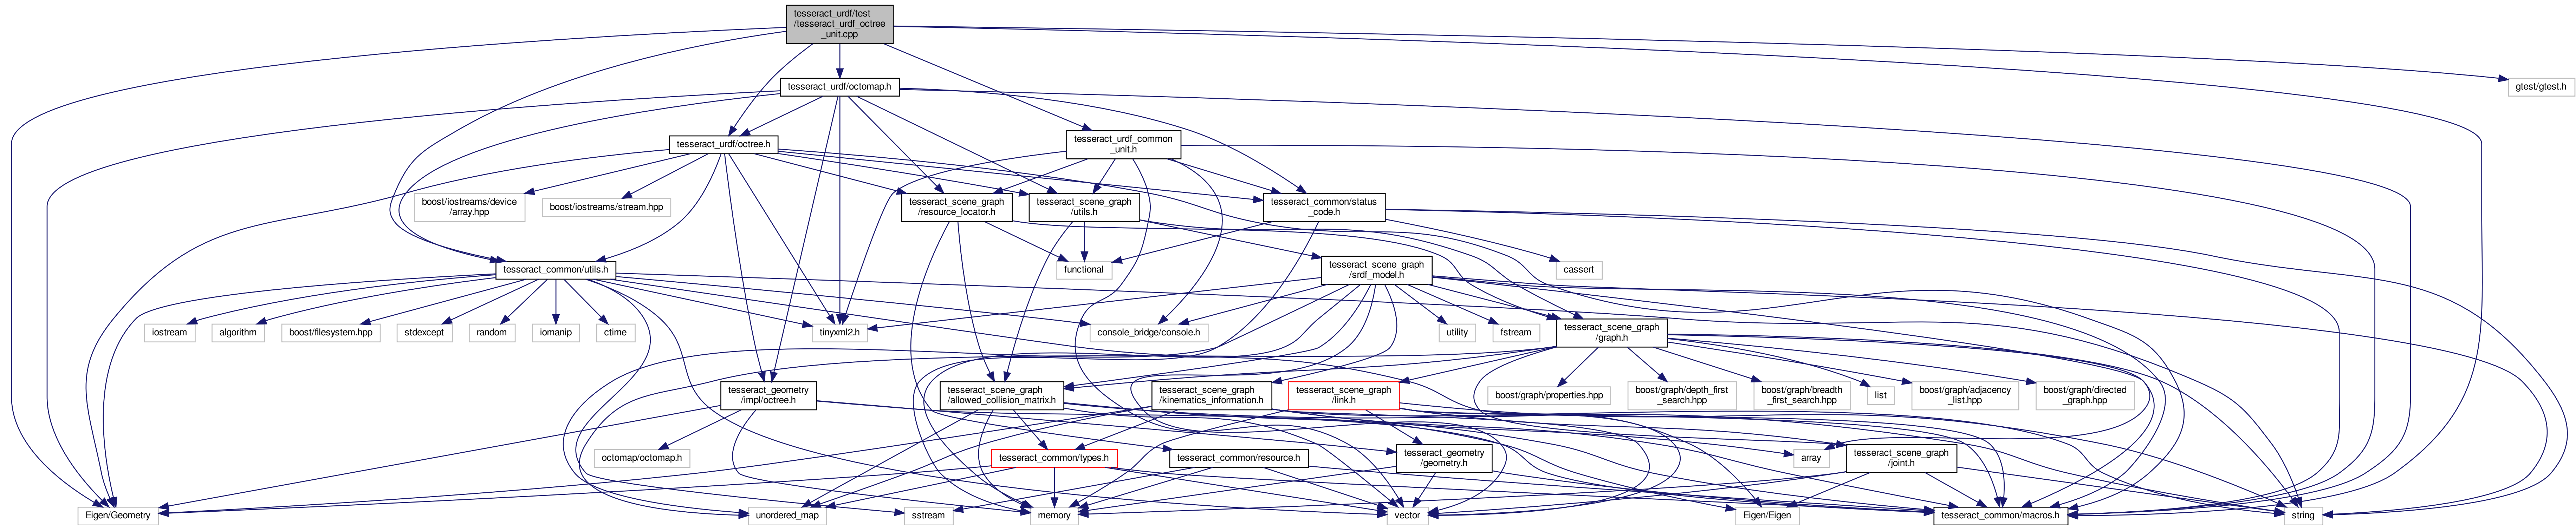 tesseract_urdf/test
/tesseract_urdf_octree
_unit.cpp
tesseract_urdf/octomap.h
gtest/gtest.h
tesseract_urdf/octree.h
tesseract_urdf_common
_unit.h
boost/iostreams/device
/array.hpp
boost/iostreams/stream.hpp
tesseract_scene_graph
/resource_locator.h
tesseract_scene_graph
/utils.h
tesseract_common/status
_code.h
tesseract_common/utils.h
functional
tesseract_scene_graph
/srdf_model.h
cassert
iostream
algorithm
boost/filesystem.hpp
stdexcept
random
iomanip
ctime
tinyxml2.h
console_bridge/console.h
utility
fstream
tesseract_scene_graph
/graph.h
tesseract_geometry
/impl/octree.h
tesseract_scene_graph
/allowed_collision_matrix.h
tesseract_scene_graph
/kinematics_information.h
tesseract_scene_graph
/link.h
boost/graph/properties.hpp
boost/graph/depth_first
_search.hpp
boost/graph/breadth
_first_search.hpp
list
boost/graph/adjacency
_list.hpp
boost/graph/directed
_graph.hpp
octomap/octomap.h
tesseract_common/types.h
tesseract_common/resource.h
tesseract_geometry
/geometry.h
array
tesseract_scene_graph
/joint.h
Eigen/Geometry
unordered_map
sstream
memory
vector
Eigen/Eigen
tesseract_common/macros.h
string